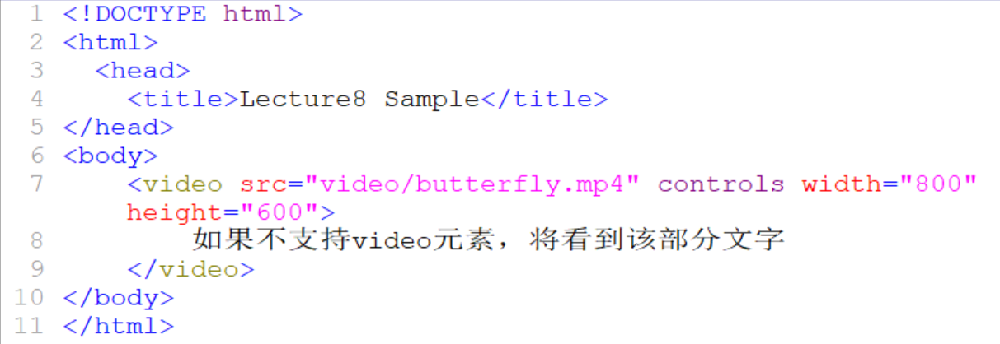 1 <!DOCTYPE html>
2 <html>
3   <head>
4     <title>Lecture8 Sample</title>
5 </head>
6 <body>
7     <video src="video/butterfly.mp4" controls width="800"
    height="600">
8         如果不支持video元素，将看到该部分文字
9     </video>
10 </body>
11 </html>